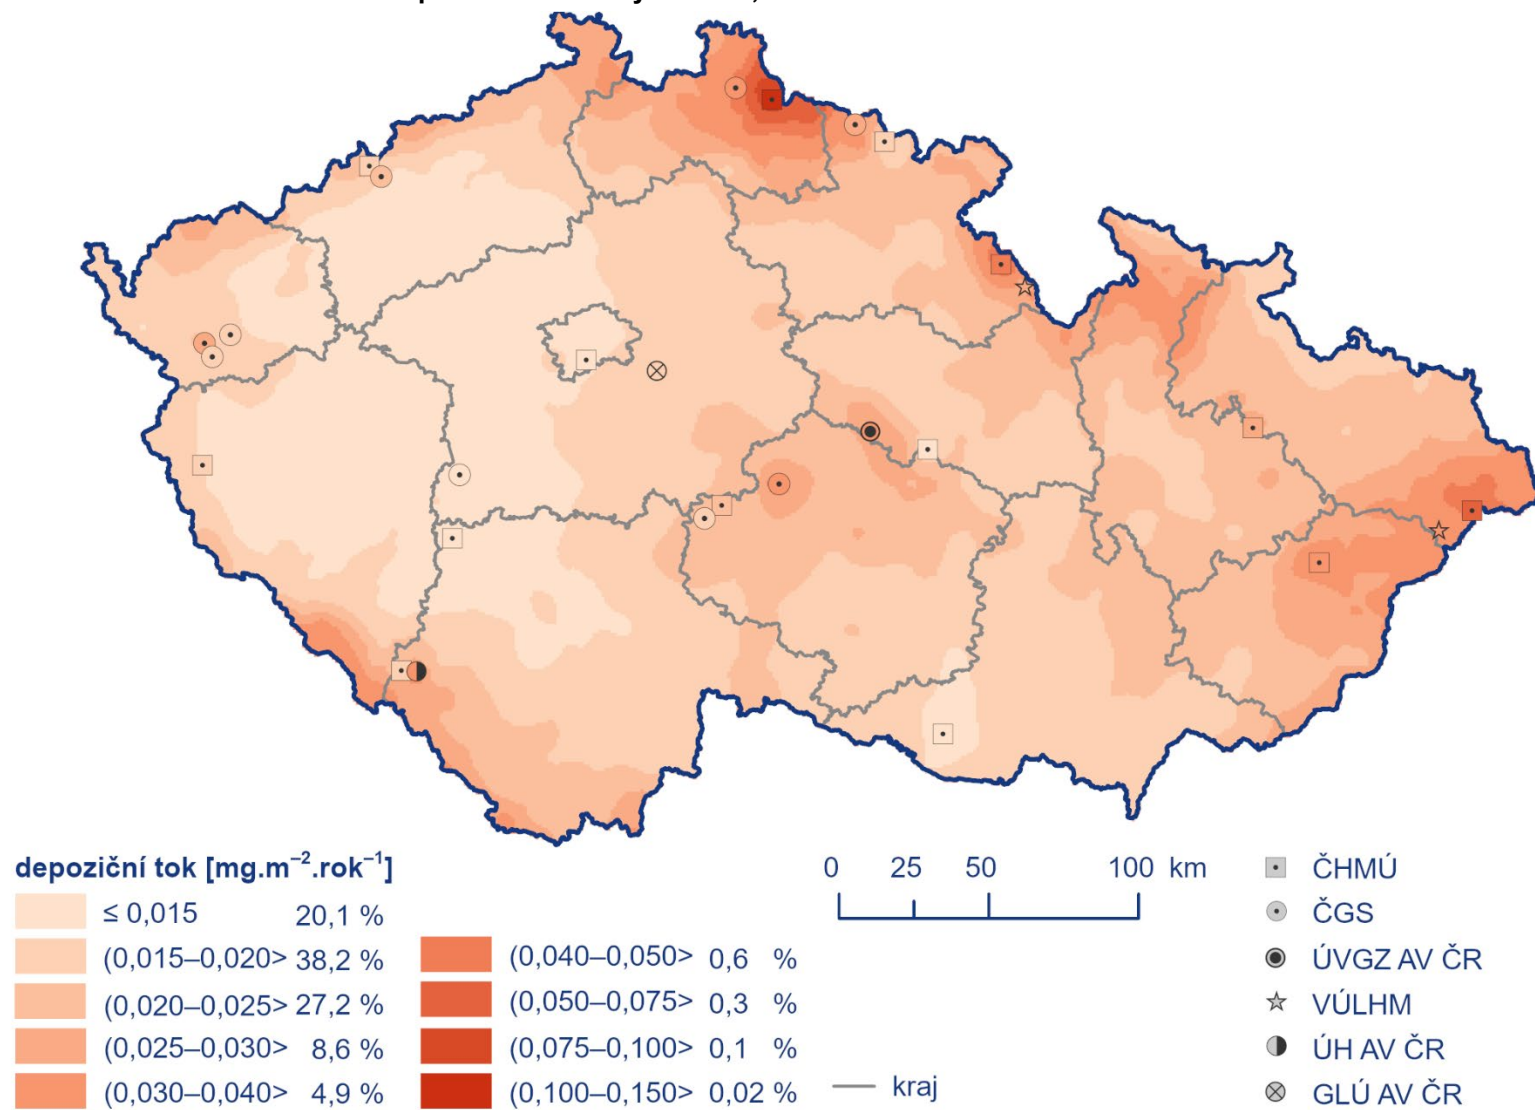 depoziční tok [mg.m⁻².rok⁻¹]
≤ 0,015 20,1 %
(0,015–0,020> 38,2 %
(0,020–0,025> 27,2 %
(0,025–0,030> 8,6 %
(0,030–0,040> 4,9 %
(0,040–0,050> 0,6 %
(0,050–0,075> 0,3 %
(0,075–0,100> 0,1 %
(0,100–0,150> 0,02 %
0 25 50 100 km
kraj
ČHMÚ
ČGS
ÚVGZ AV ČR
VÚLHM
ÚH AV ČR
GLÚ AV ČR